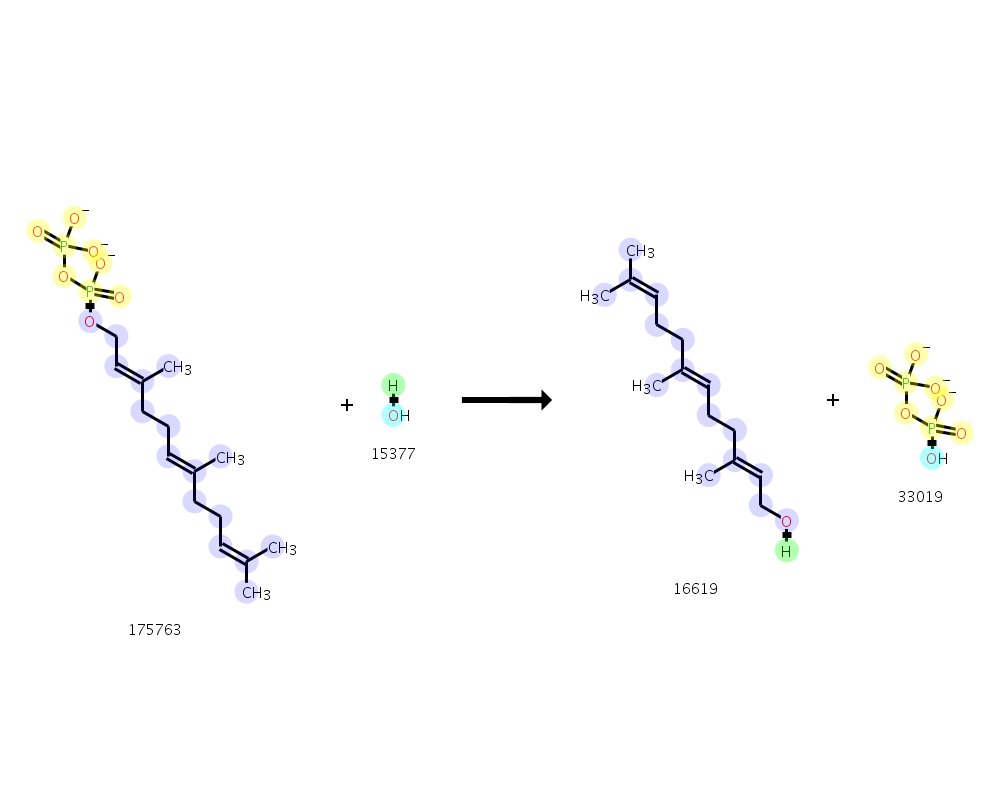 O⁻
O
P
O⁻
O⁻
O
P
O
O
CH3
CH3
CH3
CH3
+
H
OH
15377
175763
CH3
H3C
H3C
H3C
O
H
16619
+
O⁻
O
P
O⁻
O⁻
O
P
O
OH
33019